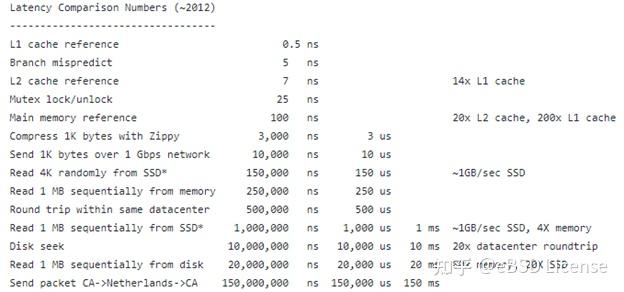 Latency Comparison Numbers (~2012)
----------------------------------
L1 cache reference 0.5 ns
Branch mispredict 5 ns
L2 cache reference 7 ns 14x L1 cache
Mutex lock/unlock 25 ns
Main memory reference 100 ns 20x L2 cache, 200x L1 cache
Compress 1K bytes with Zippy 3,000 ns 3 us
Send 1K bytes over 1 Gbps network 10,000 ns 10 us
Read 4K randomly from SSD* 150,000 ns 150 us ~1GB/sec SSD
Read 1 MB sequentially from memory 250,000 ns 250 us
Round trip within same datacenter 500,000 ns 500 us
Read 1 MB sequentially from SSD* 1,000,000 ns 1,000 us 1 ms ~1GB/sec SSD, 4X memory
Disk seek 10,000,000 ns 10,000 us 10 ms 20x datacenter roundtrip
Read 1 MB sequentially from disk 20,000,000 ns 20,000 us 20 ms memory, 20X SSD
Send packet CA->Netherlands->CA 150,000,000 ns 150,000 us 150 ms
知乎 @eBSD License